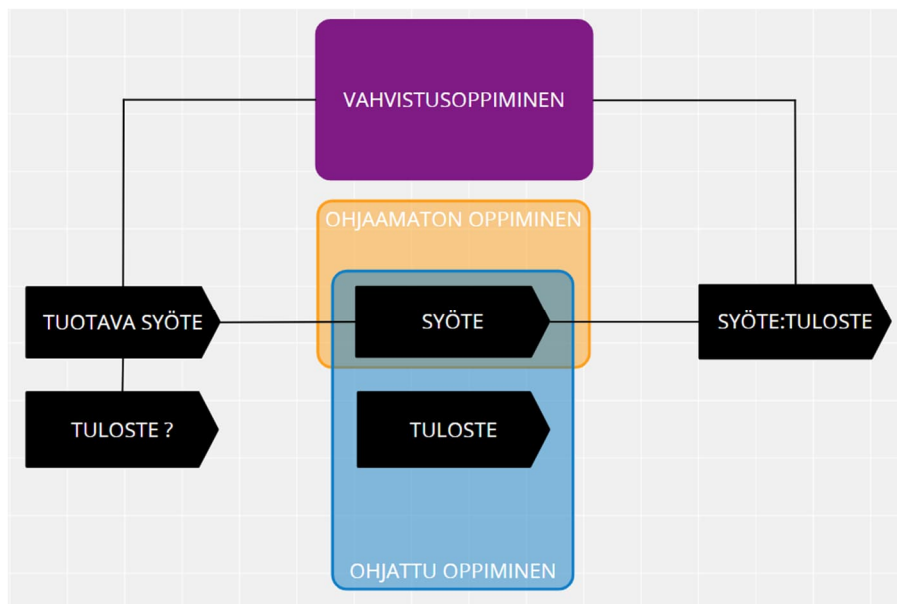 VAHVISTUSOPPIMINEN
OHJAAMATON OPPIMINEN
TUOTAVA SYÖTE
SYÖTE
SYÖTE:TULOSTE
TULOSTE ?
TULOSTE
OHJATTU OPPIMINEN